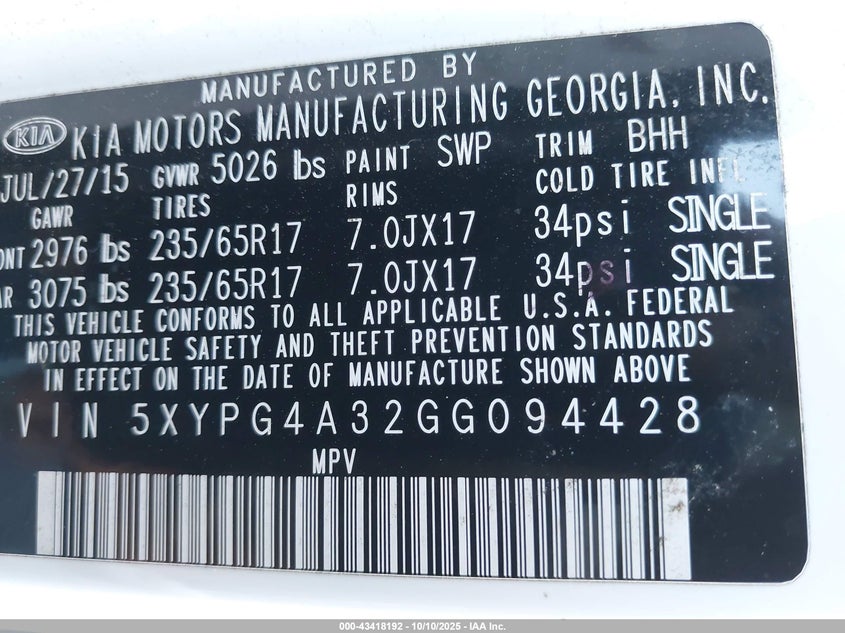 MANUFACTURED BY
KIA KIA MOTORS MANUFACTURING GEORGIA, INC.
JUL/27/15 GVWR 5026 lbs PAINT SWP TRIM BHH
GAWR TIRES RIMS COLD TIRE INFL
ONT 2976 lbs 235/65R17 7.0JX17 34psi SINGLE
AR 3075 lbs 235/65R17 7.0JX17 34psi SINGLE
THIS VEHICLE CONFORMS TO ALL APPLICABLE U.S.A. FEDERAL
MOTOR VEHICLE SAFETY AND THEFT PREVENTION STANDARDS
IN EFFECT ON THE DATE OF MANUFACTURE SHOWN ABOVE
VIN 5XYPG4A32GG094428
MPV
000-43418192 - 10/10/2025 - IAA Inc.